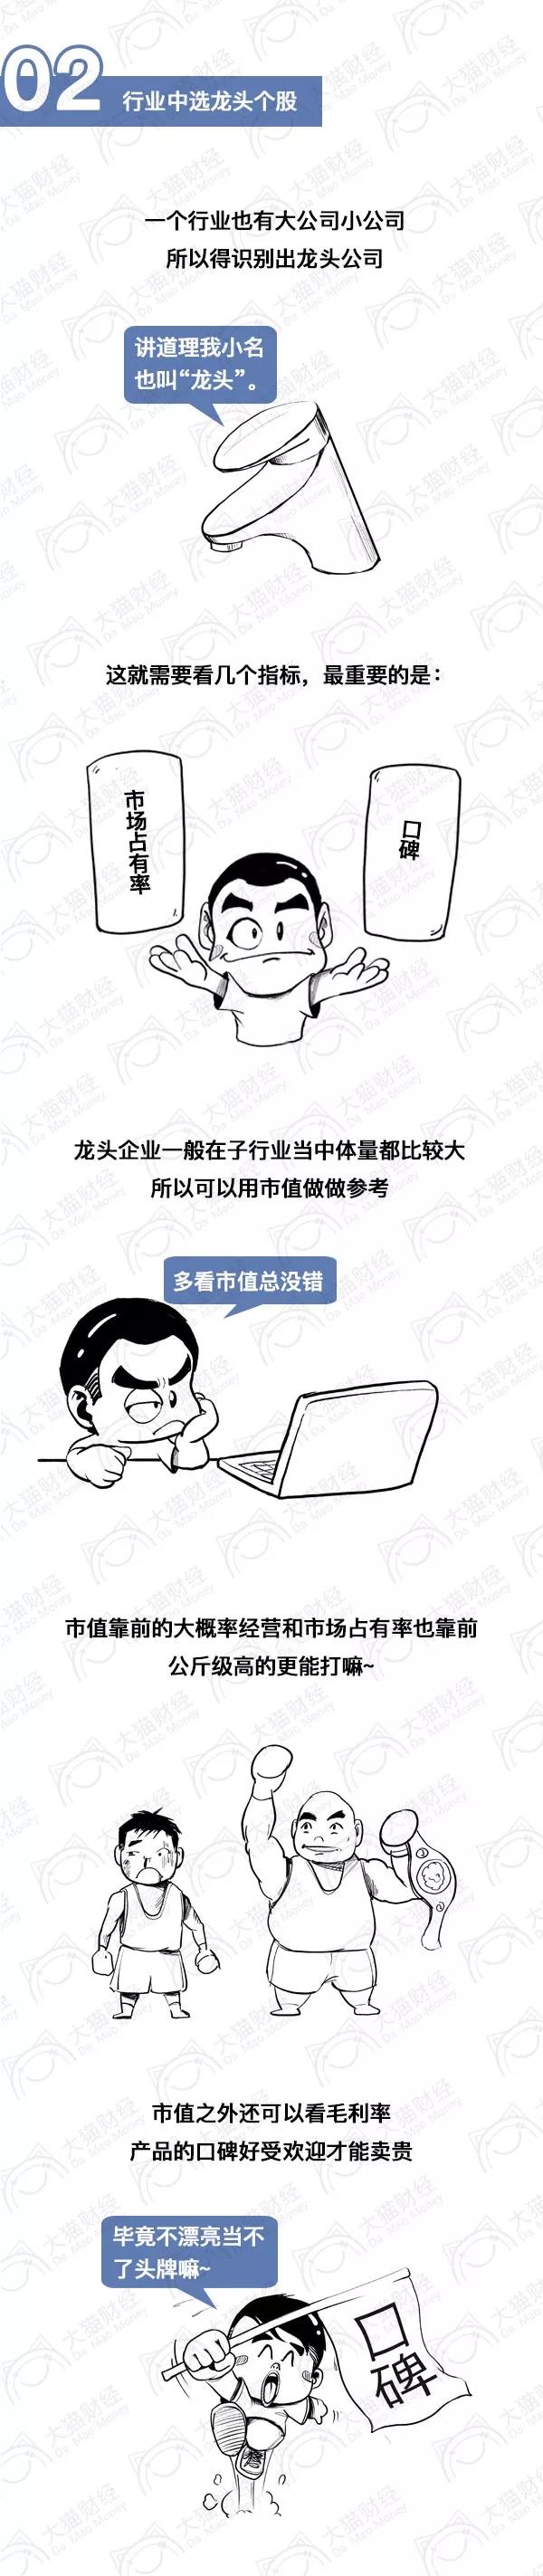 02
行业中选龙头个股
一个行业也有大公司小公司
所以得识别出龙头公司
讲道理我小名
也叫“龙头”。
这就需要看几个指标，最重要的是：
市场占有率
口碑
龙头企业一般在子行业当中体量都比较大
所以可以用市值做做参考
多看市值总没错
市值靠前的大概率经营和市场占有率也靠前
公斤级高的更能打嘛~
市值之外还可以看毛利率
产品的口碑好受欢迎才能卖贵
毕竟不漂亮当不
了头牌嘛~
口碑
大猫财经
Da Mao Money